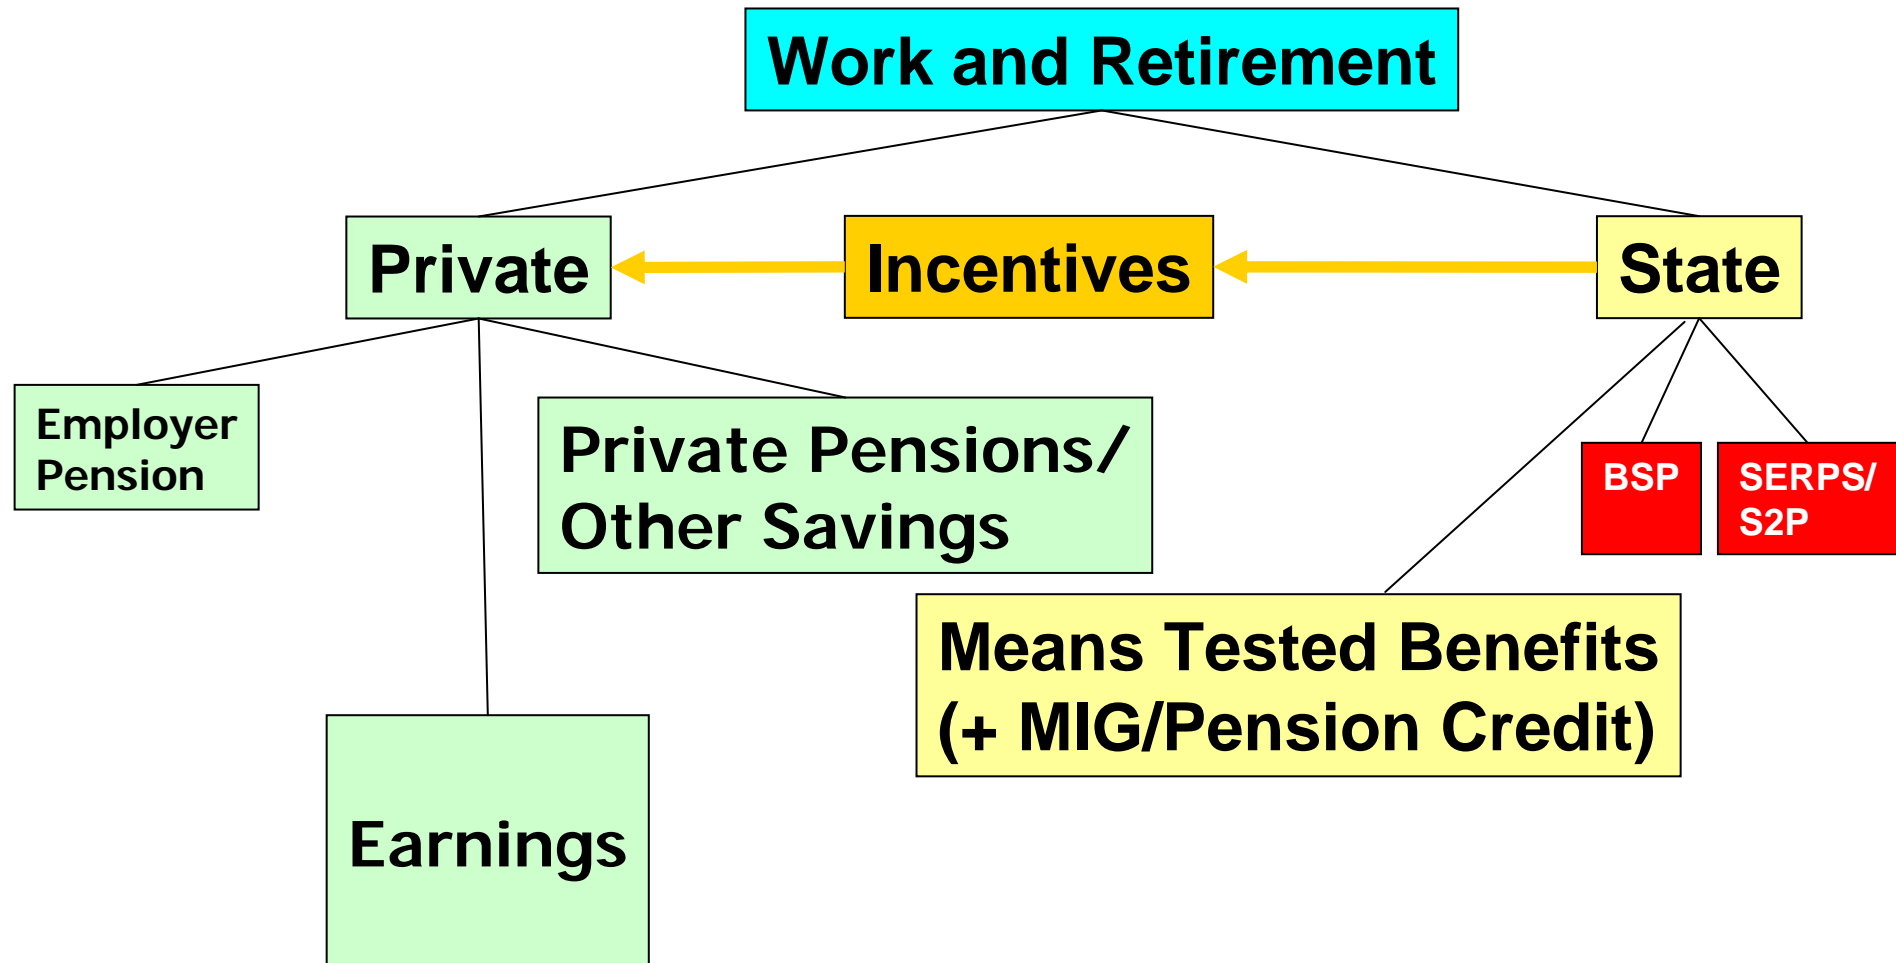 Work and Retirement
Private
Incentives
State
Employer
Pension
Private Pensions/
Other Savings
BSP
SERPS/
S2P
Means Tested Benefits
(+ MIG/Pension Credit)
Earnings